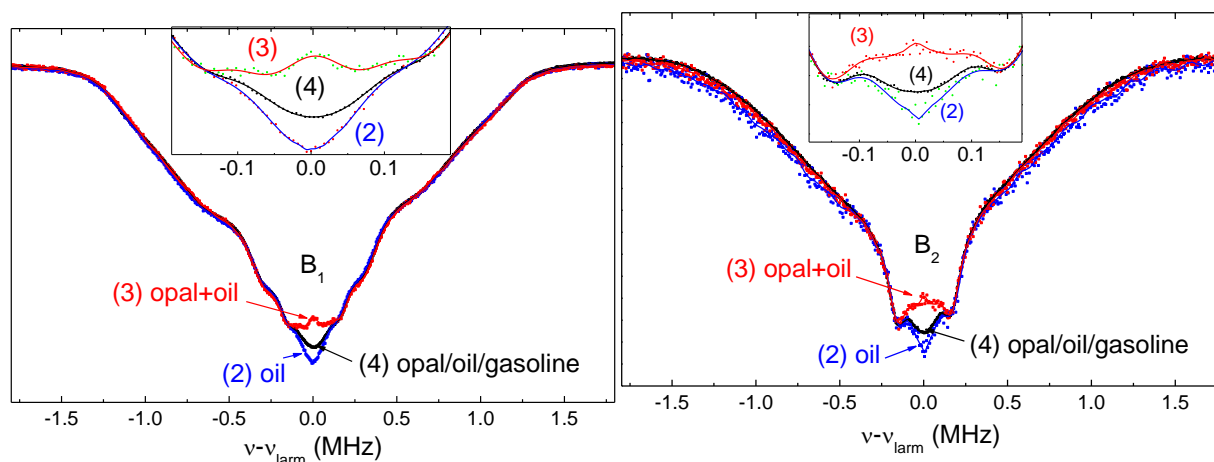 (3)
(4)
(2)
-0.1 0.0 0.1
B1
(3) opal+oil
(2) oil
(4) opal/oil/gasoline
-1.5 -1.0 -0.5 0.0 0.5 1.0 1.5
ν-νlarm (MHz)
(3)
(4)
(2)
-0.1 0.0 0.1
B2
(3) opal+oil
(4) opal/oil/gasoline
(2) oil
-1.5 -1.0 -0.5 0.0 0.5 1.0 1.5
ν-νlarm (MHz)